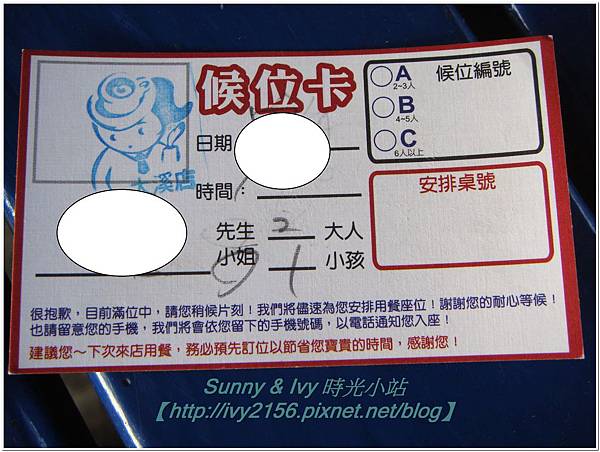 候位卡
A 2~3人
B 4~5人
C 6人以上
候位編號
大溪店
日期
時間：
安排桌號
先生 2 大人
小姐 1 小孩
很抱歉，目前滿位中，請您稍候片刻！我們將儘速為您安排用餐座位！謝謝您的耐心等候！
也請留意您的手機，我們將會依您留下的手機號碼，以電話通知您入座！
建議您～下次來店用餐，務必預先訂位以節省您寶貴的時間，感謝您！
Sunny & Ivy 時光小站
【http://ivy2156.pixnet.net/blog】